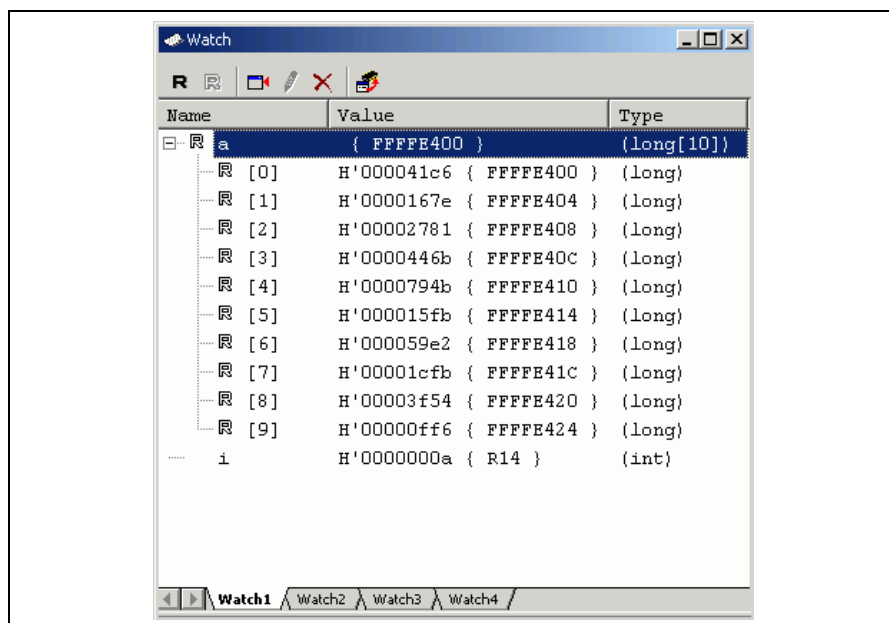 Watch
R R
Name Value Type
R a { FFFFE400 } (long[10])
R [0] H'000041c6 { FFFFE400 } (long)
R [1] H'0000167e { FFFFE404 } (long)
R [2] H'00002781 { FFFFE408 } (long)
R [3] H'0000446b { FFFFE40C } (long)
R [4] H'0000794b { FFFFE410 } (long)
R [5] H'000015fb { FFFFE414 } (long)
R [6] H'000059e2 { FFFFE418 } (long)
R [7] H'00001cfb { FFFFE41C } (long)
R [8] H'00003f54 { FFFFE420 } (long)
R [9] H'00000ff6 { FFFFE424 } (long)
i H'0000000a { R14 } (int)
Watch1 Watch2 Watch3 Watch4